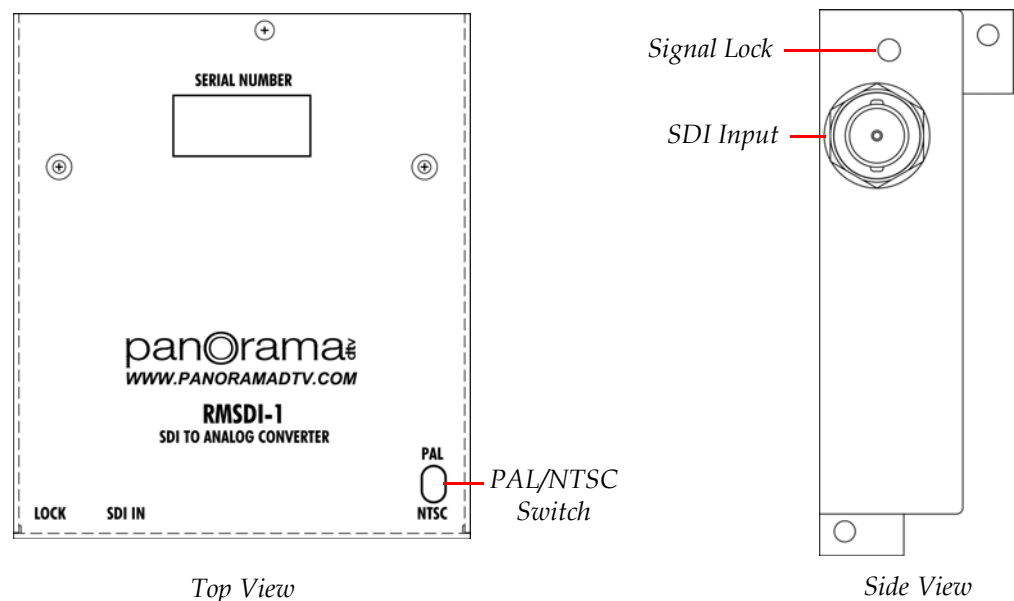 SERIAL NUMBER
panOrama dtv
WWW.PANORAMADTV.COM
RMSDI-1
SDI TO ANALOG CONVERTER
PAL
NTSC
LOCK SDI IN
PAL/NTSC
Switch
Top View
Signal Lock
SDI Input
Side View